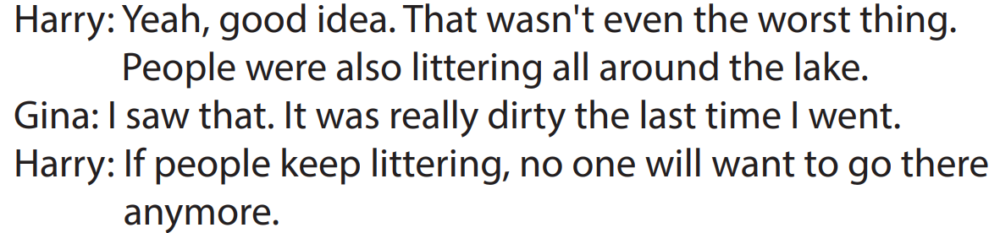 Harry: Yeah, good idea. That wasn't even the worst thing.
People were also littering all around the lake.
Gina: I saw that. It was really dirty the last time I went.
Harry: If people keep littering, no one will want to go there
anymore.